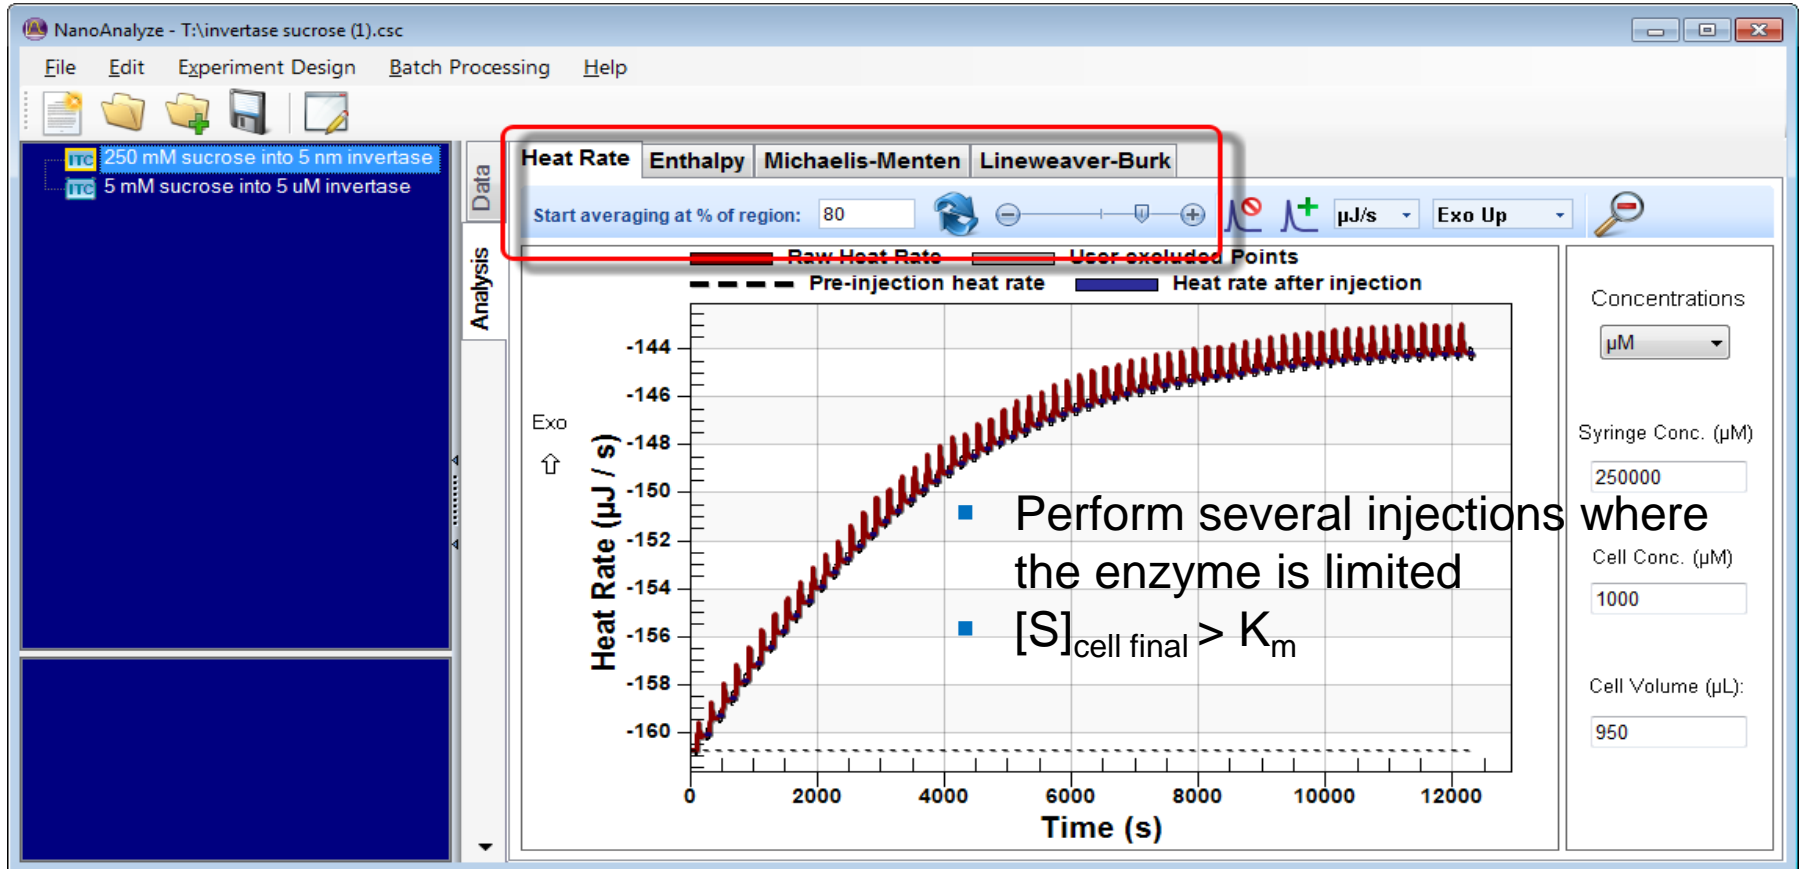 NanoAnalyze - T:\invertase sucrose (1).csc
File Edit Experiment Design Batch Processing Help
250 mM sucrose into 5 nm invertase
5 mM sucrose into 5 uM invertase
Data
Analysis
Heat Rate Enthalpy Michaelis-Menten Lineweaver-Burk
Start averaging at % of region: 80
µJ/s Exo Up
Raw Heat Rate User excluded Points
Pre-injection heat rate Heat rate after injection
Exo
Heat Rate (µJ / s)
-144
-146
-148
-150
-152
-154
-156
-158
-160
0 2000 4000 6000 8000 10000 12000
Time (s)
▪ Perform several injections where
the enzyme is limited
▪ [S]cell final > Km
Concentrations
µM
Syringe Conc. (µM)
250000
Cell Conc. (µM)
1000
Cell Volume (µL):
950